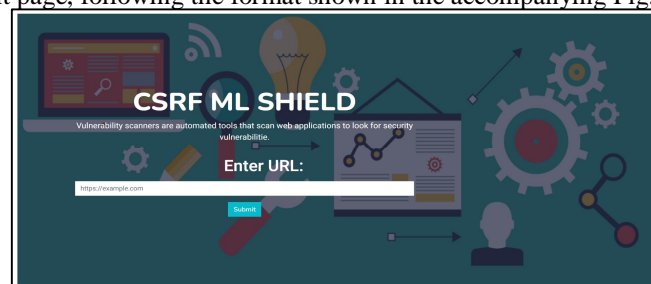 t page, following the format shown in the accompanying Fig.
CSRF ML SHIELD
Vulnerability scanners are automated tools that scan web applications to look for security
vulnerabilitie.
Enter URL:
https://example.com
Submit